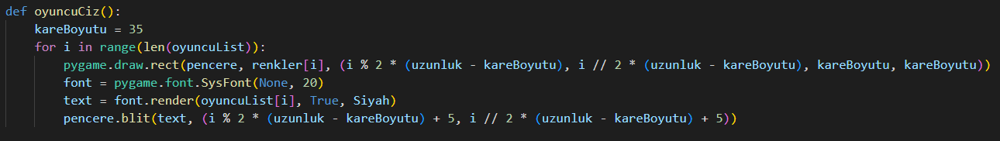 def oyuncuCiz():
    kareBoyutu = 35
    for i in range(len(oyuncuList)):
        pygame.draw.rect(pencere, renkler[i], (i % 2 * (uzunluk - kareBoyutu), i // 2 * (uzunluk - kareBoyutu), kareBoyutu, kareBoyutu))
        font = pygame.font.SysFont(None, 20)
        text = font.render(oyuncuList[i], True, Siyah)
        pencere.blit(text, (i % 2 * (uzunluk - kareBoyutu) + 5, i // 2 * (uzunluk - kareBoyutu) + 5))